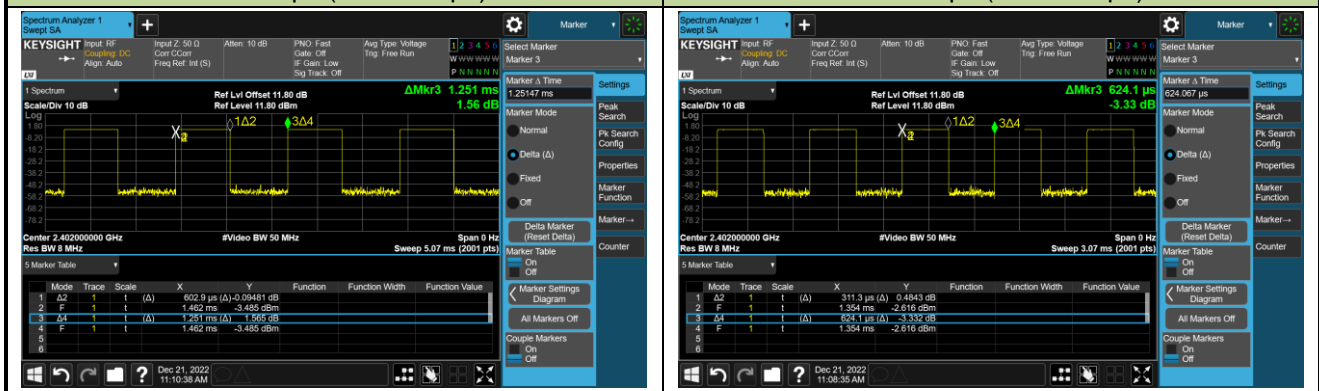 Spectrum Analyzer 1
Swept SA
KEYSIGHT
Input: RF
Coupling: DC
Align: Auto
Input Z: 50 Ω
Corr CCorr
Freq Ref: Int (S)
Atten: 10 dB
PNO: Fast
Gate: Off
IF Gain: Low
Sig Track: Off
Avg Type: Voltage
Trig: Free Run
1 2 3 4 5 6
W W W W W W
P N N N N N
LXI
1 Spectrum
Scale/Div 10 dB
Ref Lvl Offset 11.80 dB
Ref Level 11.80 dBm
ΔMkr3 1.251 ms
1.56 dB
Log
1.80
-8.20
-18.2
-28.2
-38.2
-48.2
-58.2
-68.2
-78.2
1Δ2
3Δ4
Center 2.402000000 GHz
Res BW 8 MHz
#Video BW 50 MHz
Span 0 Hz
Sweep 5.07 ms (2001 pts)
5 Marker Table
Mode Trace Scale X Y Function Function Width Function Value
1 Δ2 1 t (Δ) 602.9 µs (Δ) -0.09481 dB
2 F 1 t 1.462 ms -3.485 dBm
3 Δ4 1 t (Δ) 1.251 ms (Δ) 1.565 dB
4 F 1 t 1.462 ms -3.485 dBm
5
6
Dec 21, 2022
11:10:38 AM
Marker
Select Marker
Marker 3
Marker Δ Time
1.25147 ms
Marker Mode
Normal
Delta (Δ)
Fixed
Off
Delta Marker
(Reset Delta)
Marker Table
On
Off
Marker Settings
Diagram
All Markers Off
Couple Markers
On
Off
Settings
Peak
Search
Pk Search
Config
Properties
Marker
Function
Marker→
Counter
Spectrum Analyzer 1
Swept SA
KEYSIGHT
Input: RF
Coupling: DC
Align: Auto
Input Z: 50 Ω
Corr CCorr
Freq Ref: Int (S)
Atten: 10 dB
PNO: Fast
Gate: Off
IF Gain: Low
Sig Track: Off
Avg Type: Voltage
Trig: Free Run
1 2 3 4 5 6
W W W W W W
P N N N N N
LXI
1 Spectrum
Scale/Div 10 dB
Ref Lvl Offset 11.80 dB
Ref Level 11.80 dBm
ΔMkr3 624.1 µs
-3.33 dB
Log
1.80
-8.20
-18.2
-28.2
-38.2
-48.2
-58.2
-68.2
-78.2
1Δ2
3Δ4
Center 2.402000000 GHz
Res BW 8 MHz
#Video BW 50 MHz
Span 0 Hz
Sweep 3.07 ms (2001 pts)
5 Marker Table
Mode Trace Scale X Y Function Function Width Function Value
1 Δ2 1 t (Δ) 311.3 µs (Δ) 0.4843 dB
2 F 1 t 1.354 ms -2.616 dBm
3 Δ4 1 t (Δ) 624.1 µs (Δ) -3.332 dB
4 F 1 t 1.354 ms -2.616 dBm
5
6
Dec 21, 2022
11:08:35 AM
Marker
Select Marker
Marker 3
Marker Δ Time
624.067 µs
Marker Mode
Normal
Delta (Δ)
Fixed
Off
Delta Marker
(Reset Delta)
Marker Table
On
Off
Marker Settings
Diagram
All Markers Off
Couple Markers
On
Off
Settings
Peak
Search
Pk Search
Config
Properties
Marker
Function
Marker→
Counter